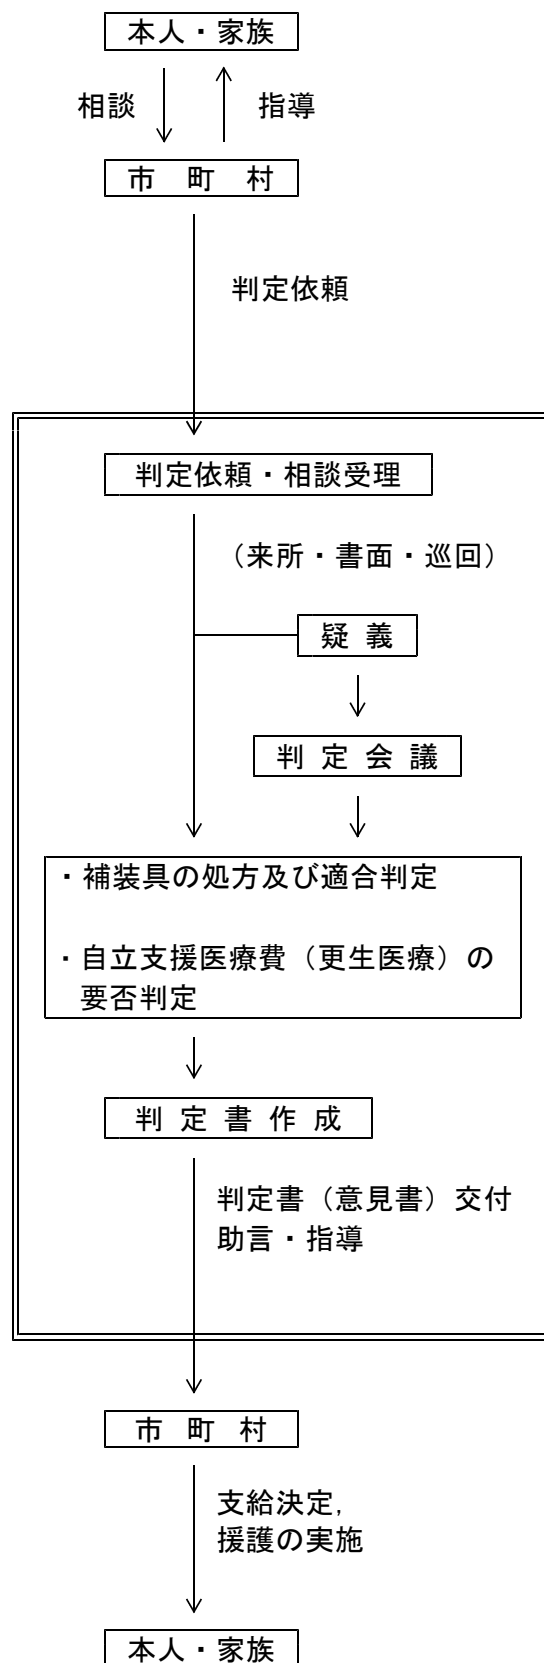 本人・家族
相談
指導
市 町 村
判定依頼
判定依頼・相談受理
（来所・書面・巡回）
疑 義
判 定 会 議
・補装具の処方及び適合判定
・自立支援医療費（更生医療）の
要否判定
判 定 書 作 成
判定書（意見書）交付
助言・指導
市 町 村
支給決定,
援護の実施
本人・家族